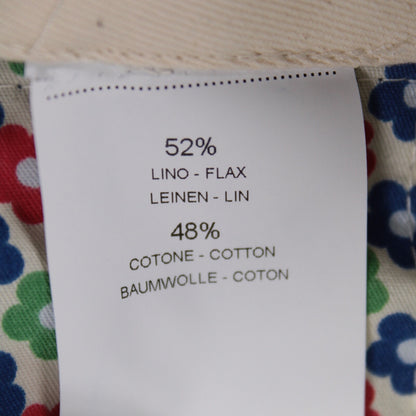 52%
LINO - FLAX
LEINEN - LIN
48%
COTONE - COTTON
BAUMWOLLE - COTON